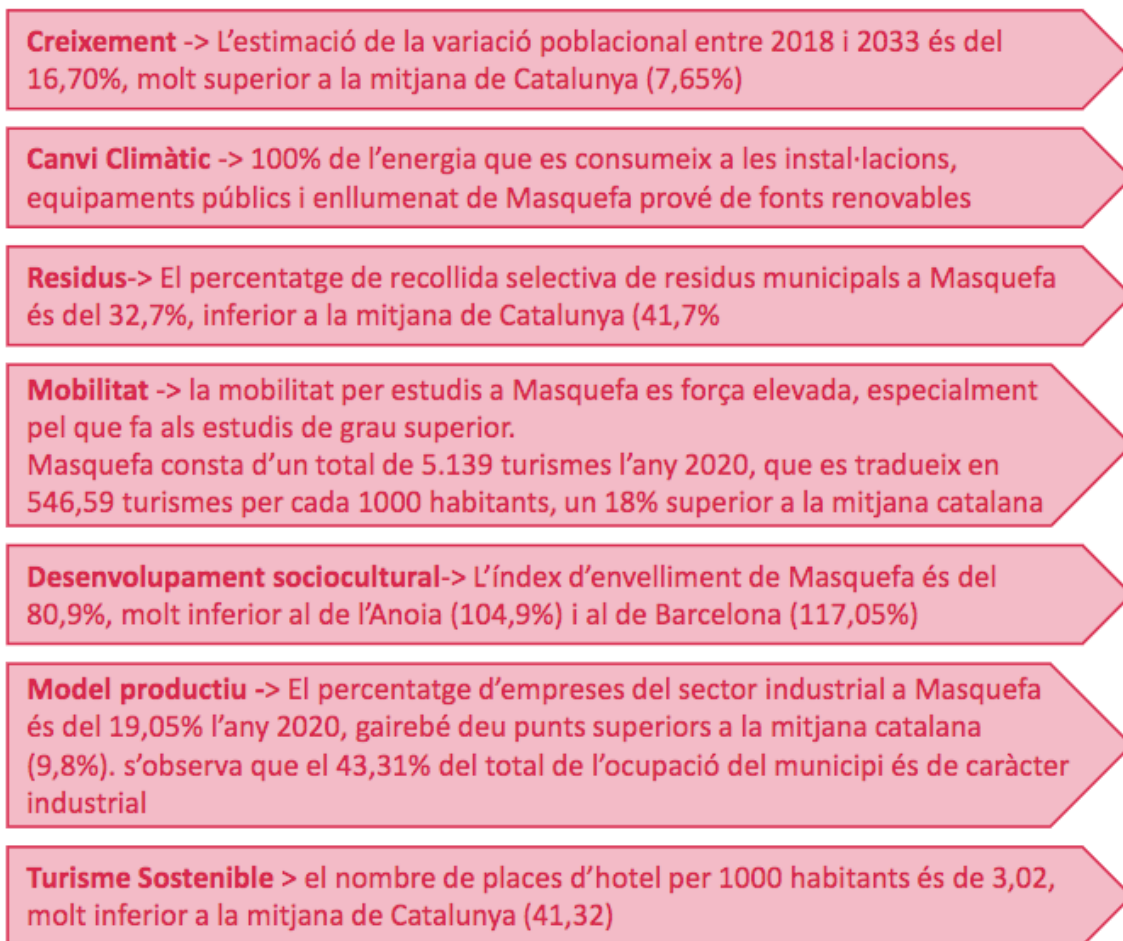 Creixement -> L’estimació de la variació poblacional entre 2018 i 2033 és del
16,70%, molt superior a la mitjana de Catalunya (7,65%)
Canvi Climàtic -> 100% de l’energia que es consumeix a les instal·lacions,
equipaments públics i enllumenat de Masquefa prové de fonts renovables
Residus-> El percentatge de recollida selectiva de residus municipals a Masquefa
és del 32,7%, inferior a la mitjana de Catalunya (41,7%
Mobilitat -> la mobilitat per estudis a Masquefa es força elevada, especialment
pel que fa als estudis de grau superior.
Masquefa consta d’un total de 5.139 turismes l’any 2020, que es tradueix en
546,59 turismes per cada 1000 habitants, un 18% superior a la mitjana catalana
Desenvolupament sociocultural-> L’índex d’envelliment de Masquefa és del
80,9%, molt inferior al de l’Anoia (104,9%) i al de Barcelona (117,05%)
Model productiu -> El percentatge d’empreses del sector industrial a Masquefa
és del 19,05% l’any 2020, gairebé deu punts superiors a la mitjana catalana
(9,8%). s’observa que el 43,31% del total de l’ocupació del municipi és de caràcter
industrial
Turisme Sostenible > el nombre de places d’hotel per 1000 habitants és de 3,02,
molt inferior a la mitjana de Catalunya (41,32)